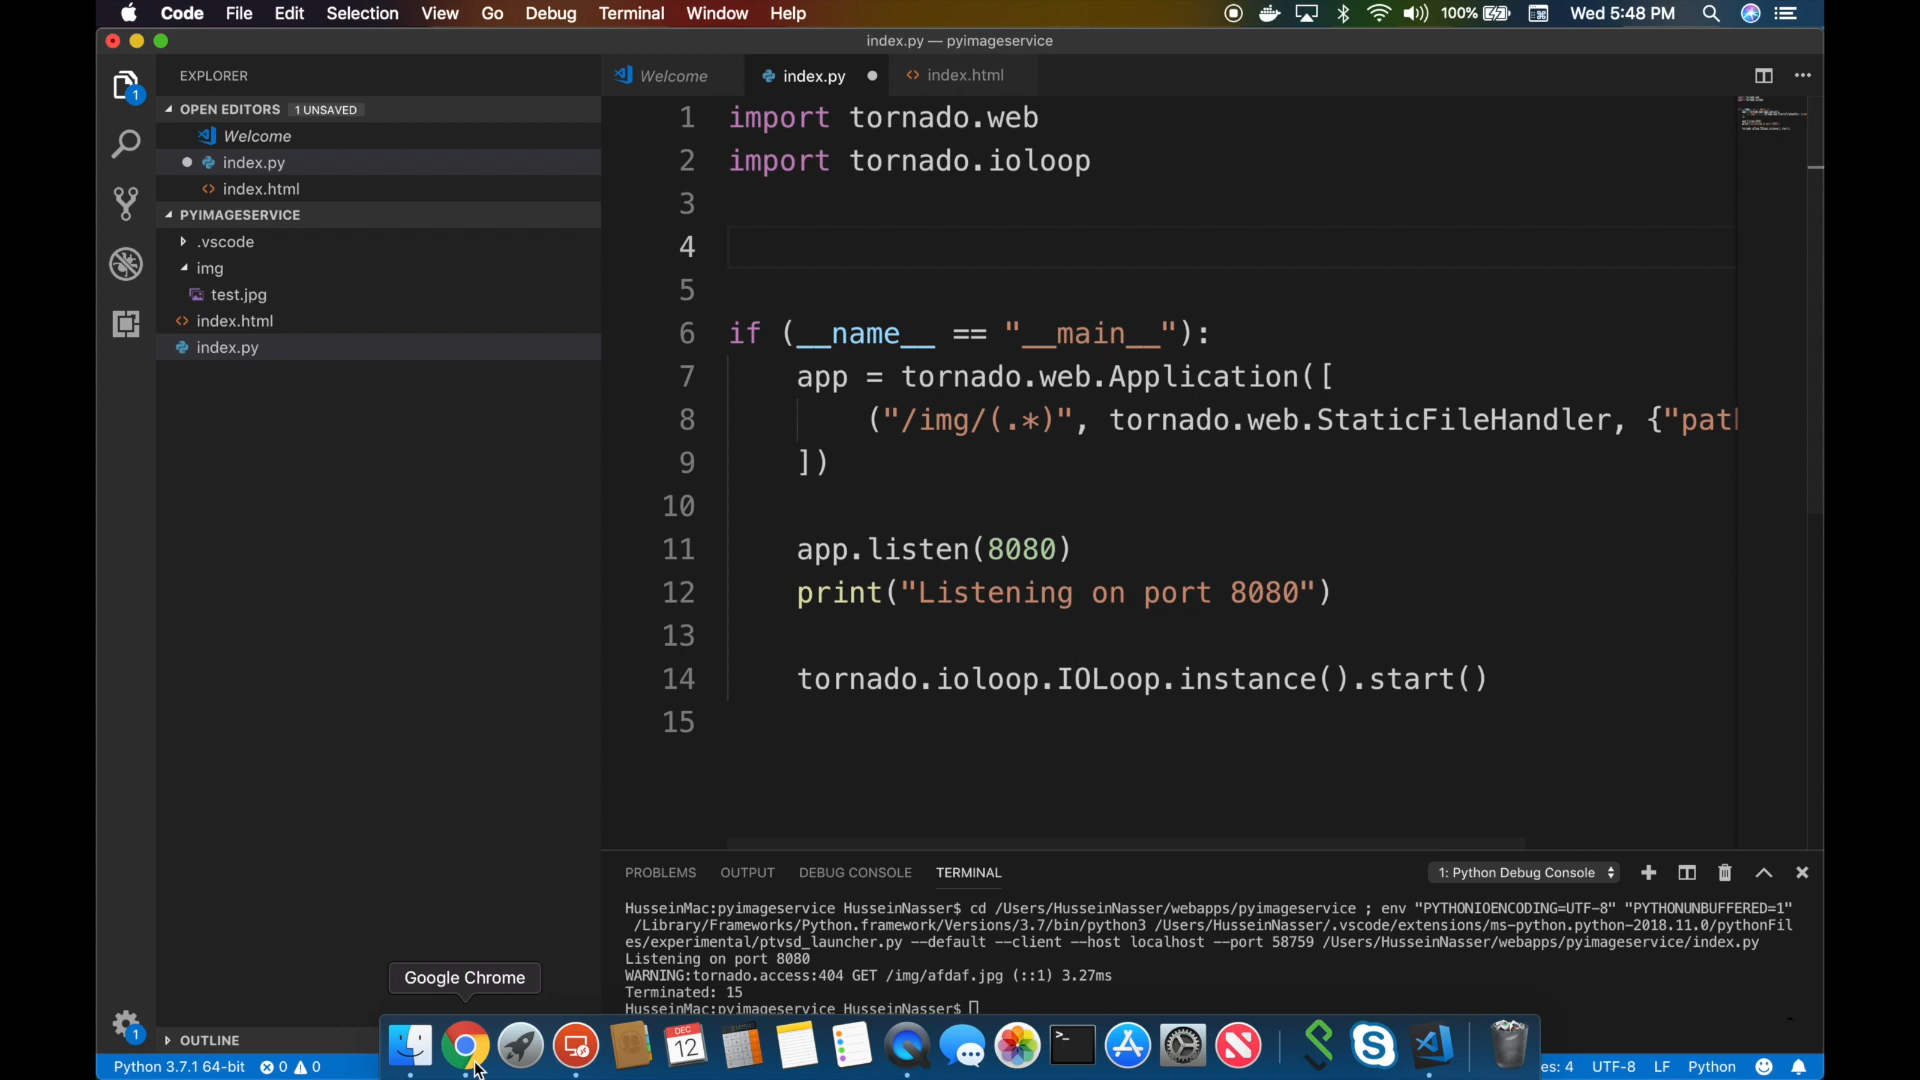 Code File Edit Selection View Go Debug Terminal Window Help 100% Wed 5:48 PM
index.py — pyimageservice
EXPLORER
OPEN EDITORS 1 UNSAVED
Welcome
index.py
index.html
PYIMAGESERVICE
.vscode
img
test.jpg
index.html
index.py
OUTLINE
Welcome index.py index.html
1 import tornado.web
2 import tornado.ioloop
3
4
5
6 if (__name__ == "__main__"):
7 app = tornado.web.Application([
8 ("/img/(.*)", tornado.web.StaticFileHandler, {"path
9 ])
10
11 app.listen(8080)
12 print("Listening on port 8080")
13
14 tornado.ioloop.IOLoop.instance().start()
15
PROBLEMS OUTPUT DEBUG CONSOLE TERMINAL 1: Python Debug Console
HusseinMac:pyimageservice HusseinNasser$ cd /Users/HusseinNasser/webapps/pyimageservice ; env "PYTHONIOENCODING=UTF-8" "PYTHONUNBUFFERED=1"
/Library/Frameworks/Python.framework/Versions/3.7/bin/python3 /Users/HusseinNasser/.vscode/extensions/ms-python.python-2018.11.0/pythonFil
es/experimental/ptvsd_launcher.py --default --client --host localhost --port 58759 /Users/HusseinNasser/webapps/pyimageservice/index.py
Listening on port 8080
WARNING:tornado.access:404 GET /img/afdaf.jpg (::1) 3.27ms
Terminated: 15
HusseinMac:pyimageservice HusseinNasser$
Google Chrome
DEC
12
1
1
Python 3.7.1 64-bit 0 0 es: 4 UTF-8 LF Python